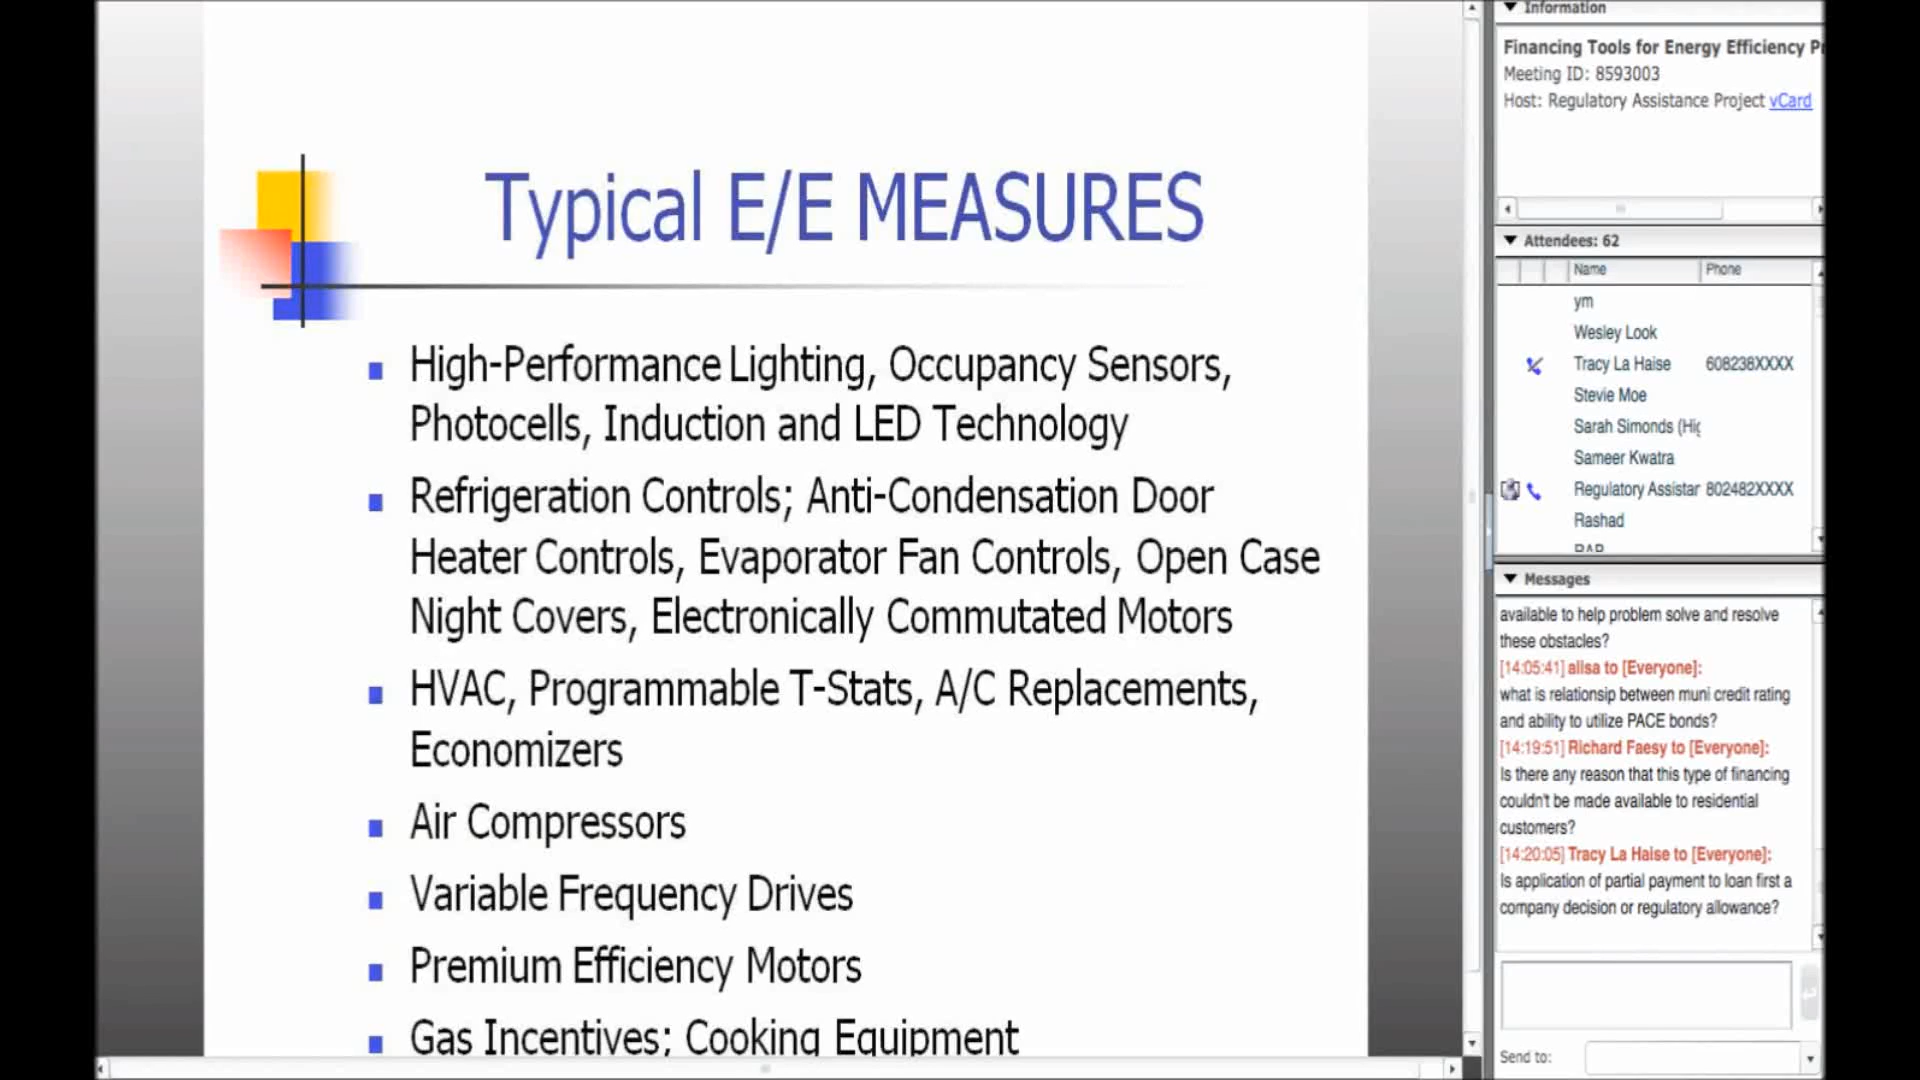 Typical E/E MEASURES
High-Performance Lighting, Occupancy Sensors,
Photocells, Induction and LED Technology
Refrigeration Controls; Anti-Condensation Door
Heater Controls, Evaporator Fan Controls, Open Case
Night Covers, Electronically Commutated Motors
HVAC, Programmable T-Stats, A/C Replacements,
Economizers
Air Compressors
Variable Frequency Drives
Premium Efficiency Motors
Gas Incentives; Cooking Equipment
Information
Financing Tools for Energy Efficiency Pr
Meeting ID: 8593003
Host: Regulatory Assistance Project vCard
Attendees: 62
Name Phone
ym
Wesley Look
Tracy La Haise 608238XXXX
Stevie Moe
Sarah Simonds (Hig
Sameer Kwatra
Regulatory Assistar 802482XXXX
Rashad
RAP
Messages
available to help problem solve and resolve
these obstacles?
[14:05:41] alisa to [Everyone]:
what is relationsip between muni credit rating
and ability to utilize PACE bonds?
[14:19:51] Richard Faesy to [Everyone]:
Is there any reason that this type of financing
couldn't be made available to residential
customers?
[14:20:05] Tracy La Haise to [Everyone]:
Is application of partial payment to loan first a
company decision or regulatory allowance?
Send to: